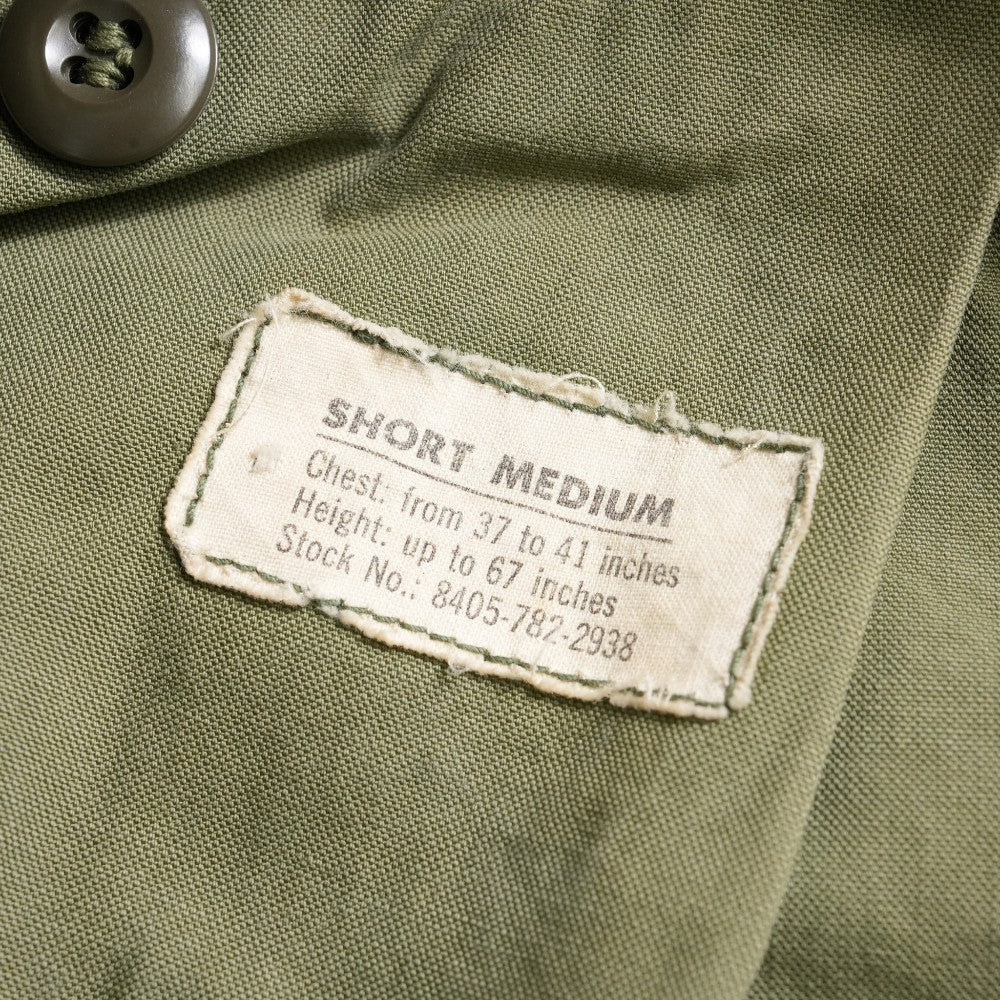 SHORT MEDIUM
Chest: from 37 to 41 inches
Height: up to 67 inches
Stock No.: 8405-782-2938